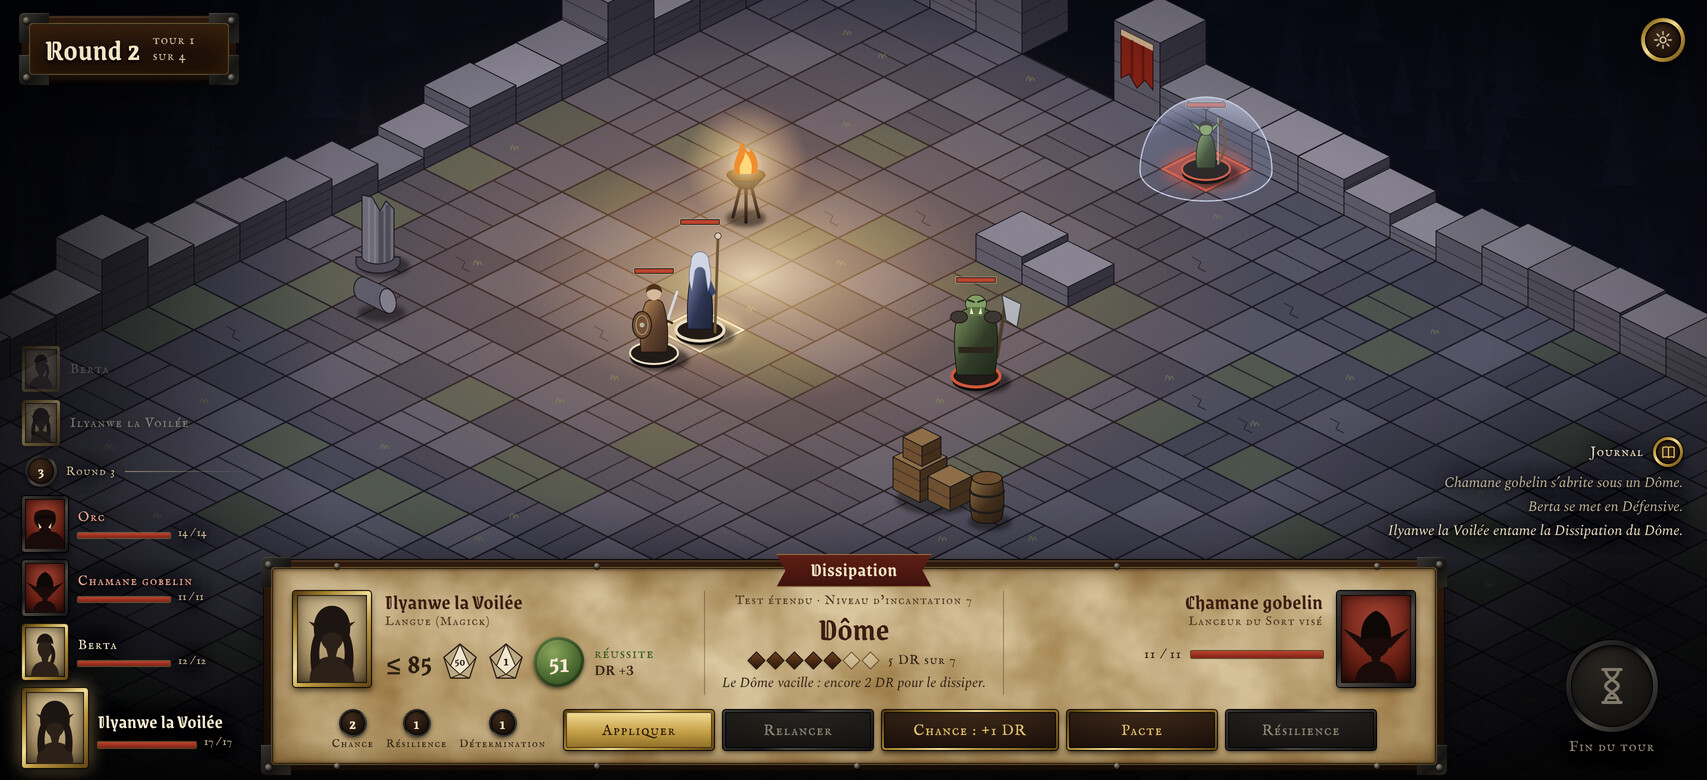 Round 2
Tour 1
sur 4
Berta
Ilyanwe la Voilée
3 Round 3
Orc
14/14
Chamane gobelin
11/11
Berta
12/12
Ilyanwe la Voilée
17/17
Journal
Chamane gobelin s'abrite sous un Dôme.
Berta se met en Défensive.
Ilyanwe la Voilée entame la Dissipation du Dôme.
Dissipation
Ilyanwe la Voilée
Langue (Magick)
≤ 85 50 1 51 Réussite
DR +3
Test étendu · Niveau d'incantation 7
Dôme
5 DR sur 7
Le Dôme vacille : encore 2 DR pour le dissiper.
Chamane gobelin
Lanceur du Sort visé
11 / 11
2 1 1
Chance Résilience Détermination
Appliquer
Relancer
Chance : +1 DR
Pacte
Résilience
Fin du tour